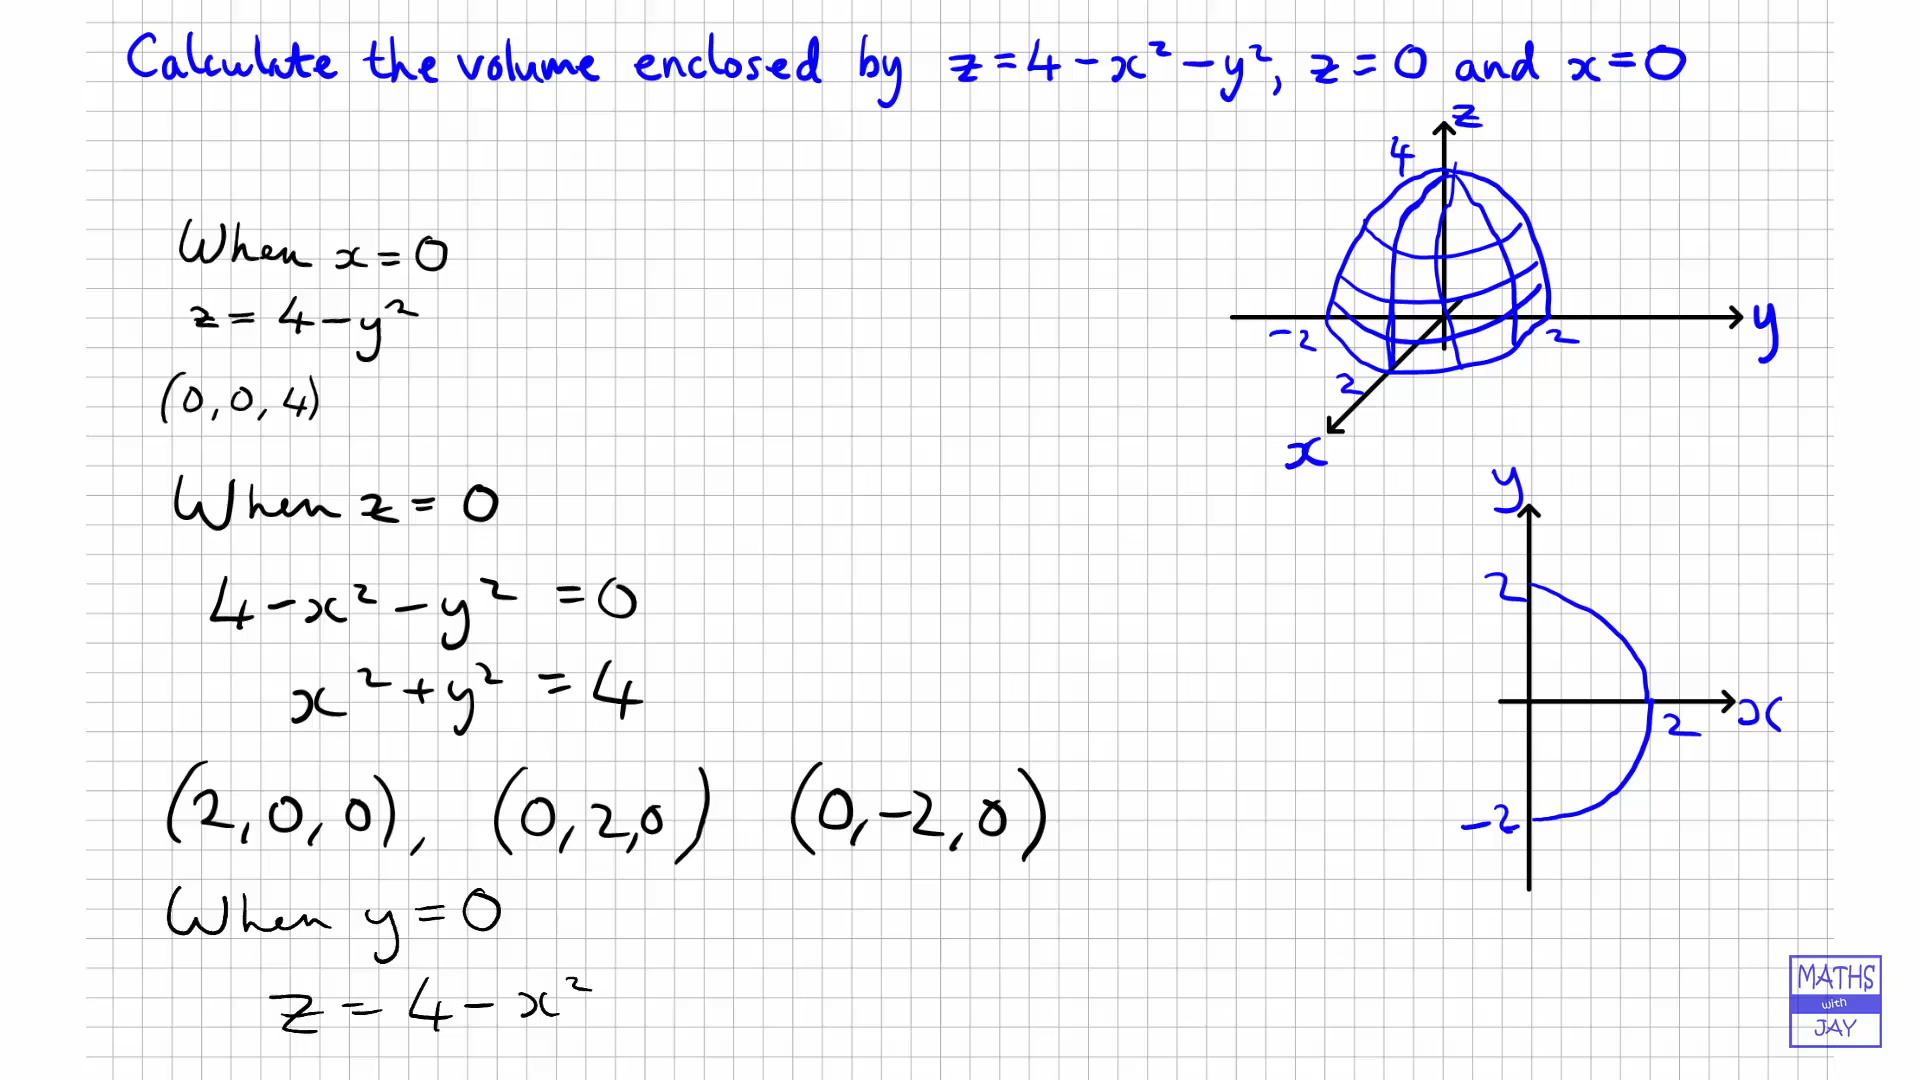 Calculate the volume enclosed by z=4-x²-y², z=0 and x=0
z
4
When x=0
z=4-y²
(0,0,4)
y
-2
2
2
x
When z=0
y
4-x²-y²=0
2
x²+y²=4
x
2
(2,0,0), (0,2,0) (0,-2,0)
-2
When y=0
z=4-x²
MATHS
with
JAY